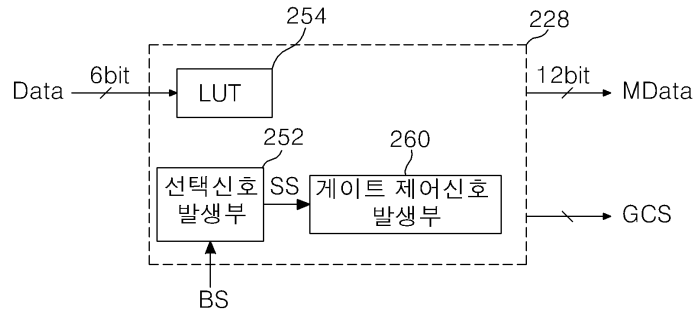 254
228
6bit
12bit
Data
LUT
MData
252
260
선택신호
발생부
SS
게이트 제어신호
발생부
GCS
BS